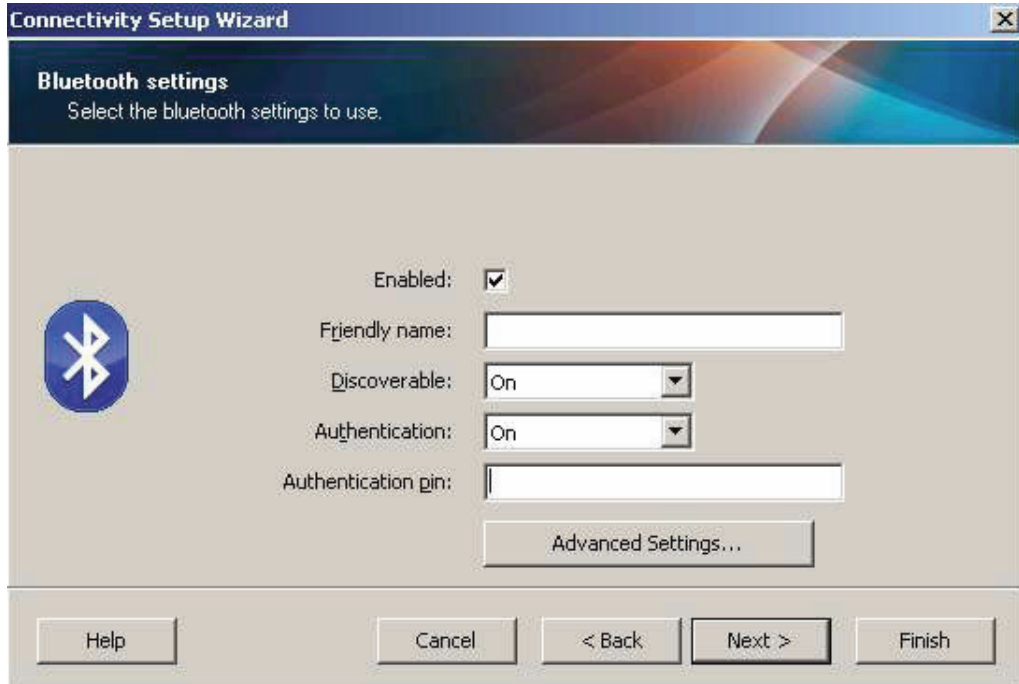 Connectivity Setup Wizard
Bluetooth settings
Select the bluetooth settings to use.
Enabled:
Friendly name:
Discoverable: On
Authentication: On
Authentication pin:
Advanced Settings...
Help Cancel < Back Next > Finish